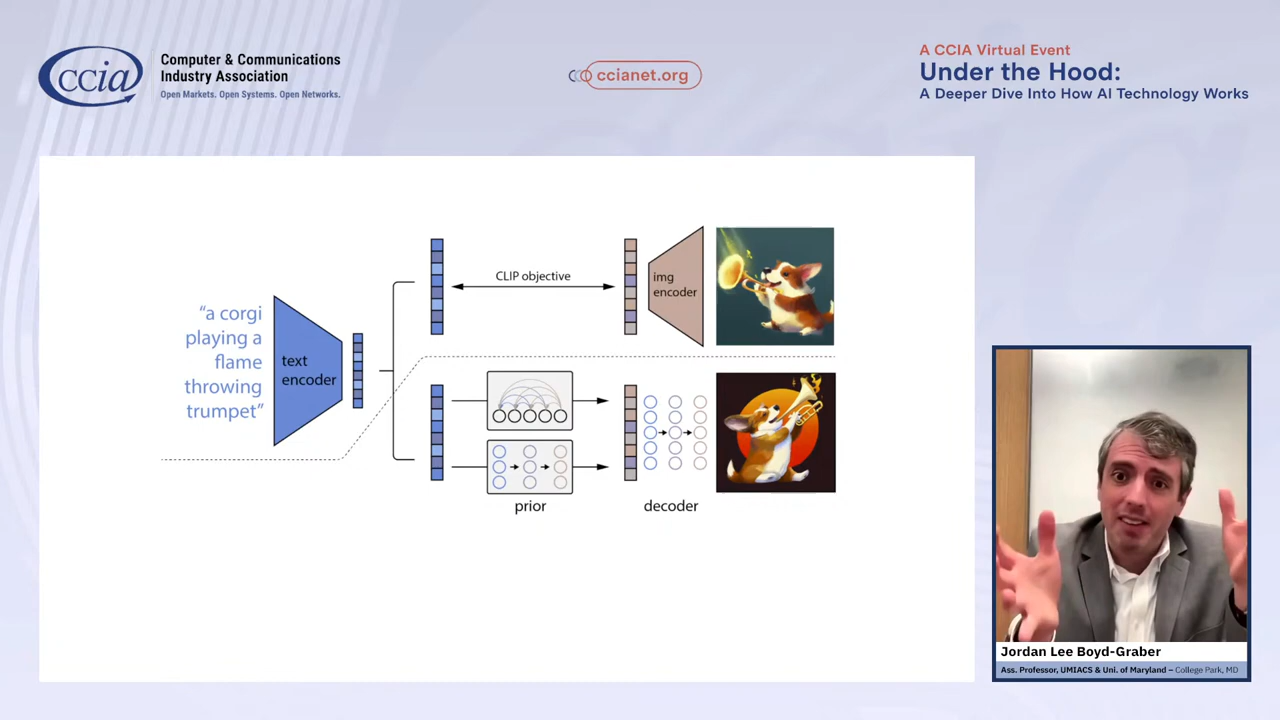 ccia
Computer & Communications
Industry Association
Open Markets. Open Systems. Open Networks.
ccianet.org
A CCIA Virtual Event
Under the Hood:
A Deeper Dive Into How AI Technology Works
"a corgi
playing a
flame
throwing
trumpet"
text
encoder
CLIP objective
img
encoder
prior
decoder
Jordan Lee Boyd-Graber
Ass. Professor, UMIACS & Uni. of Maryland – College Park, MD